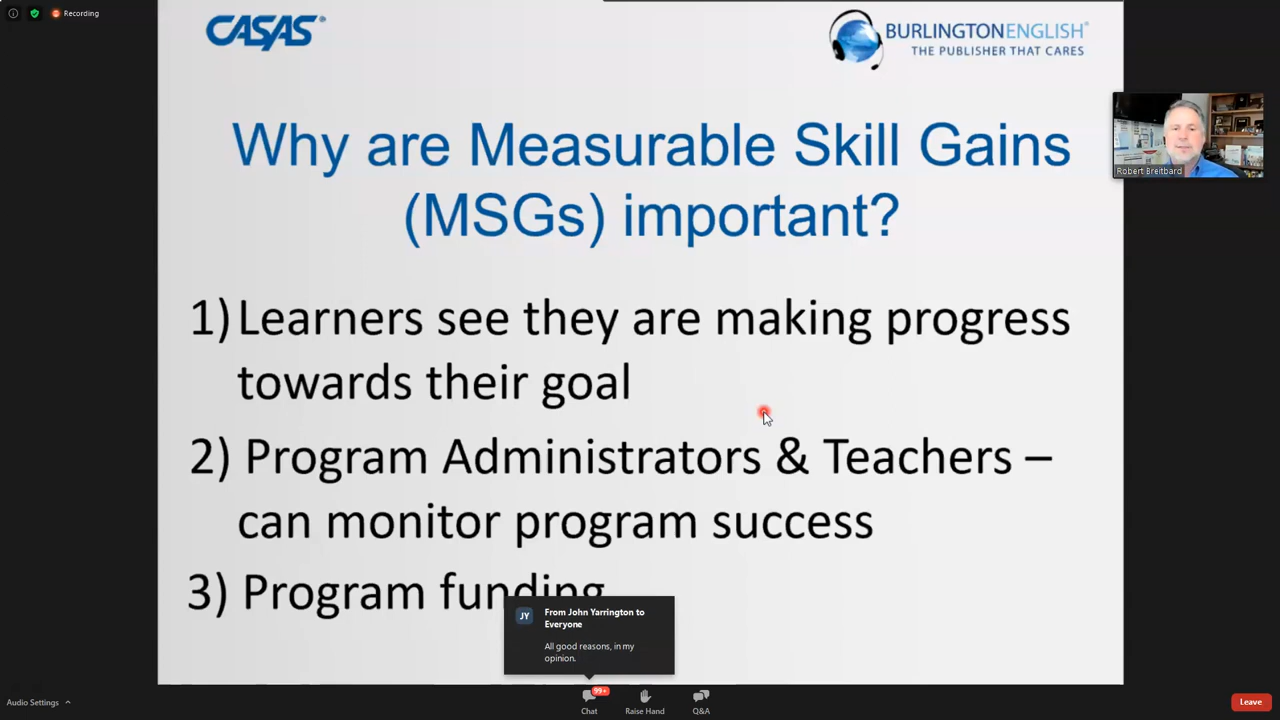 Recording
CASAS®
BURLINGTONENGLISH®
THE PUBLISHER THAT CARES
Why are Measurable Skill Gains
(MSGs) important?
Robert Breitbard
1) Learners see they are making progress
towards their goal
2) Program Administrators & Teachers –
can monitor program success
3) Program funding
JY
From John Yarrington to
Everyone
All good reasons, in my
opinion.
Audio Settings
99+
Chat
Raise Hand
Q&A
Leave